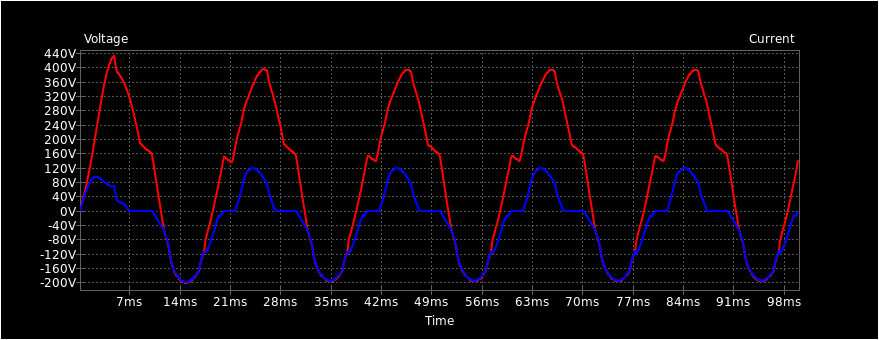 Voltage Current
440V
400V
360V
320V
280V
240V
200V
160V
120V
80V
40V
0V
-40V
-80V
-120V
-160V
-200V
7ms 14ms 21ms 28ms 35ms 42ms 49ms 56ms 63ms 70ms 77ms 84ms 91ms 98ms
Time